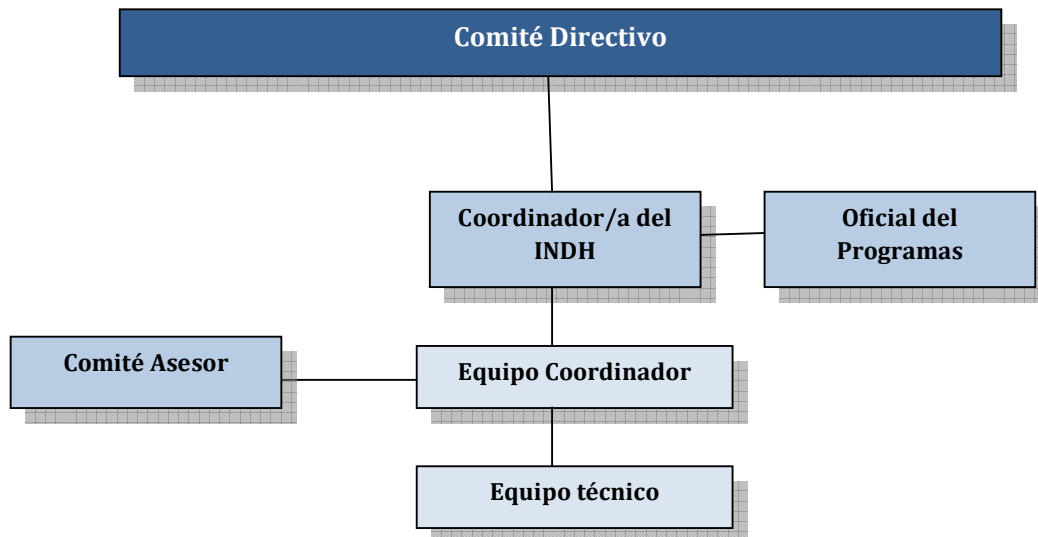 Comité Directivo
Coordinador/a del
INDH
Oficial del
Programas
Comité Asesor
Equipo Coordinador
Equipo técnico